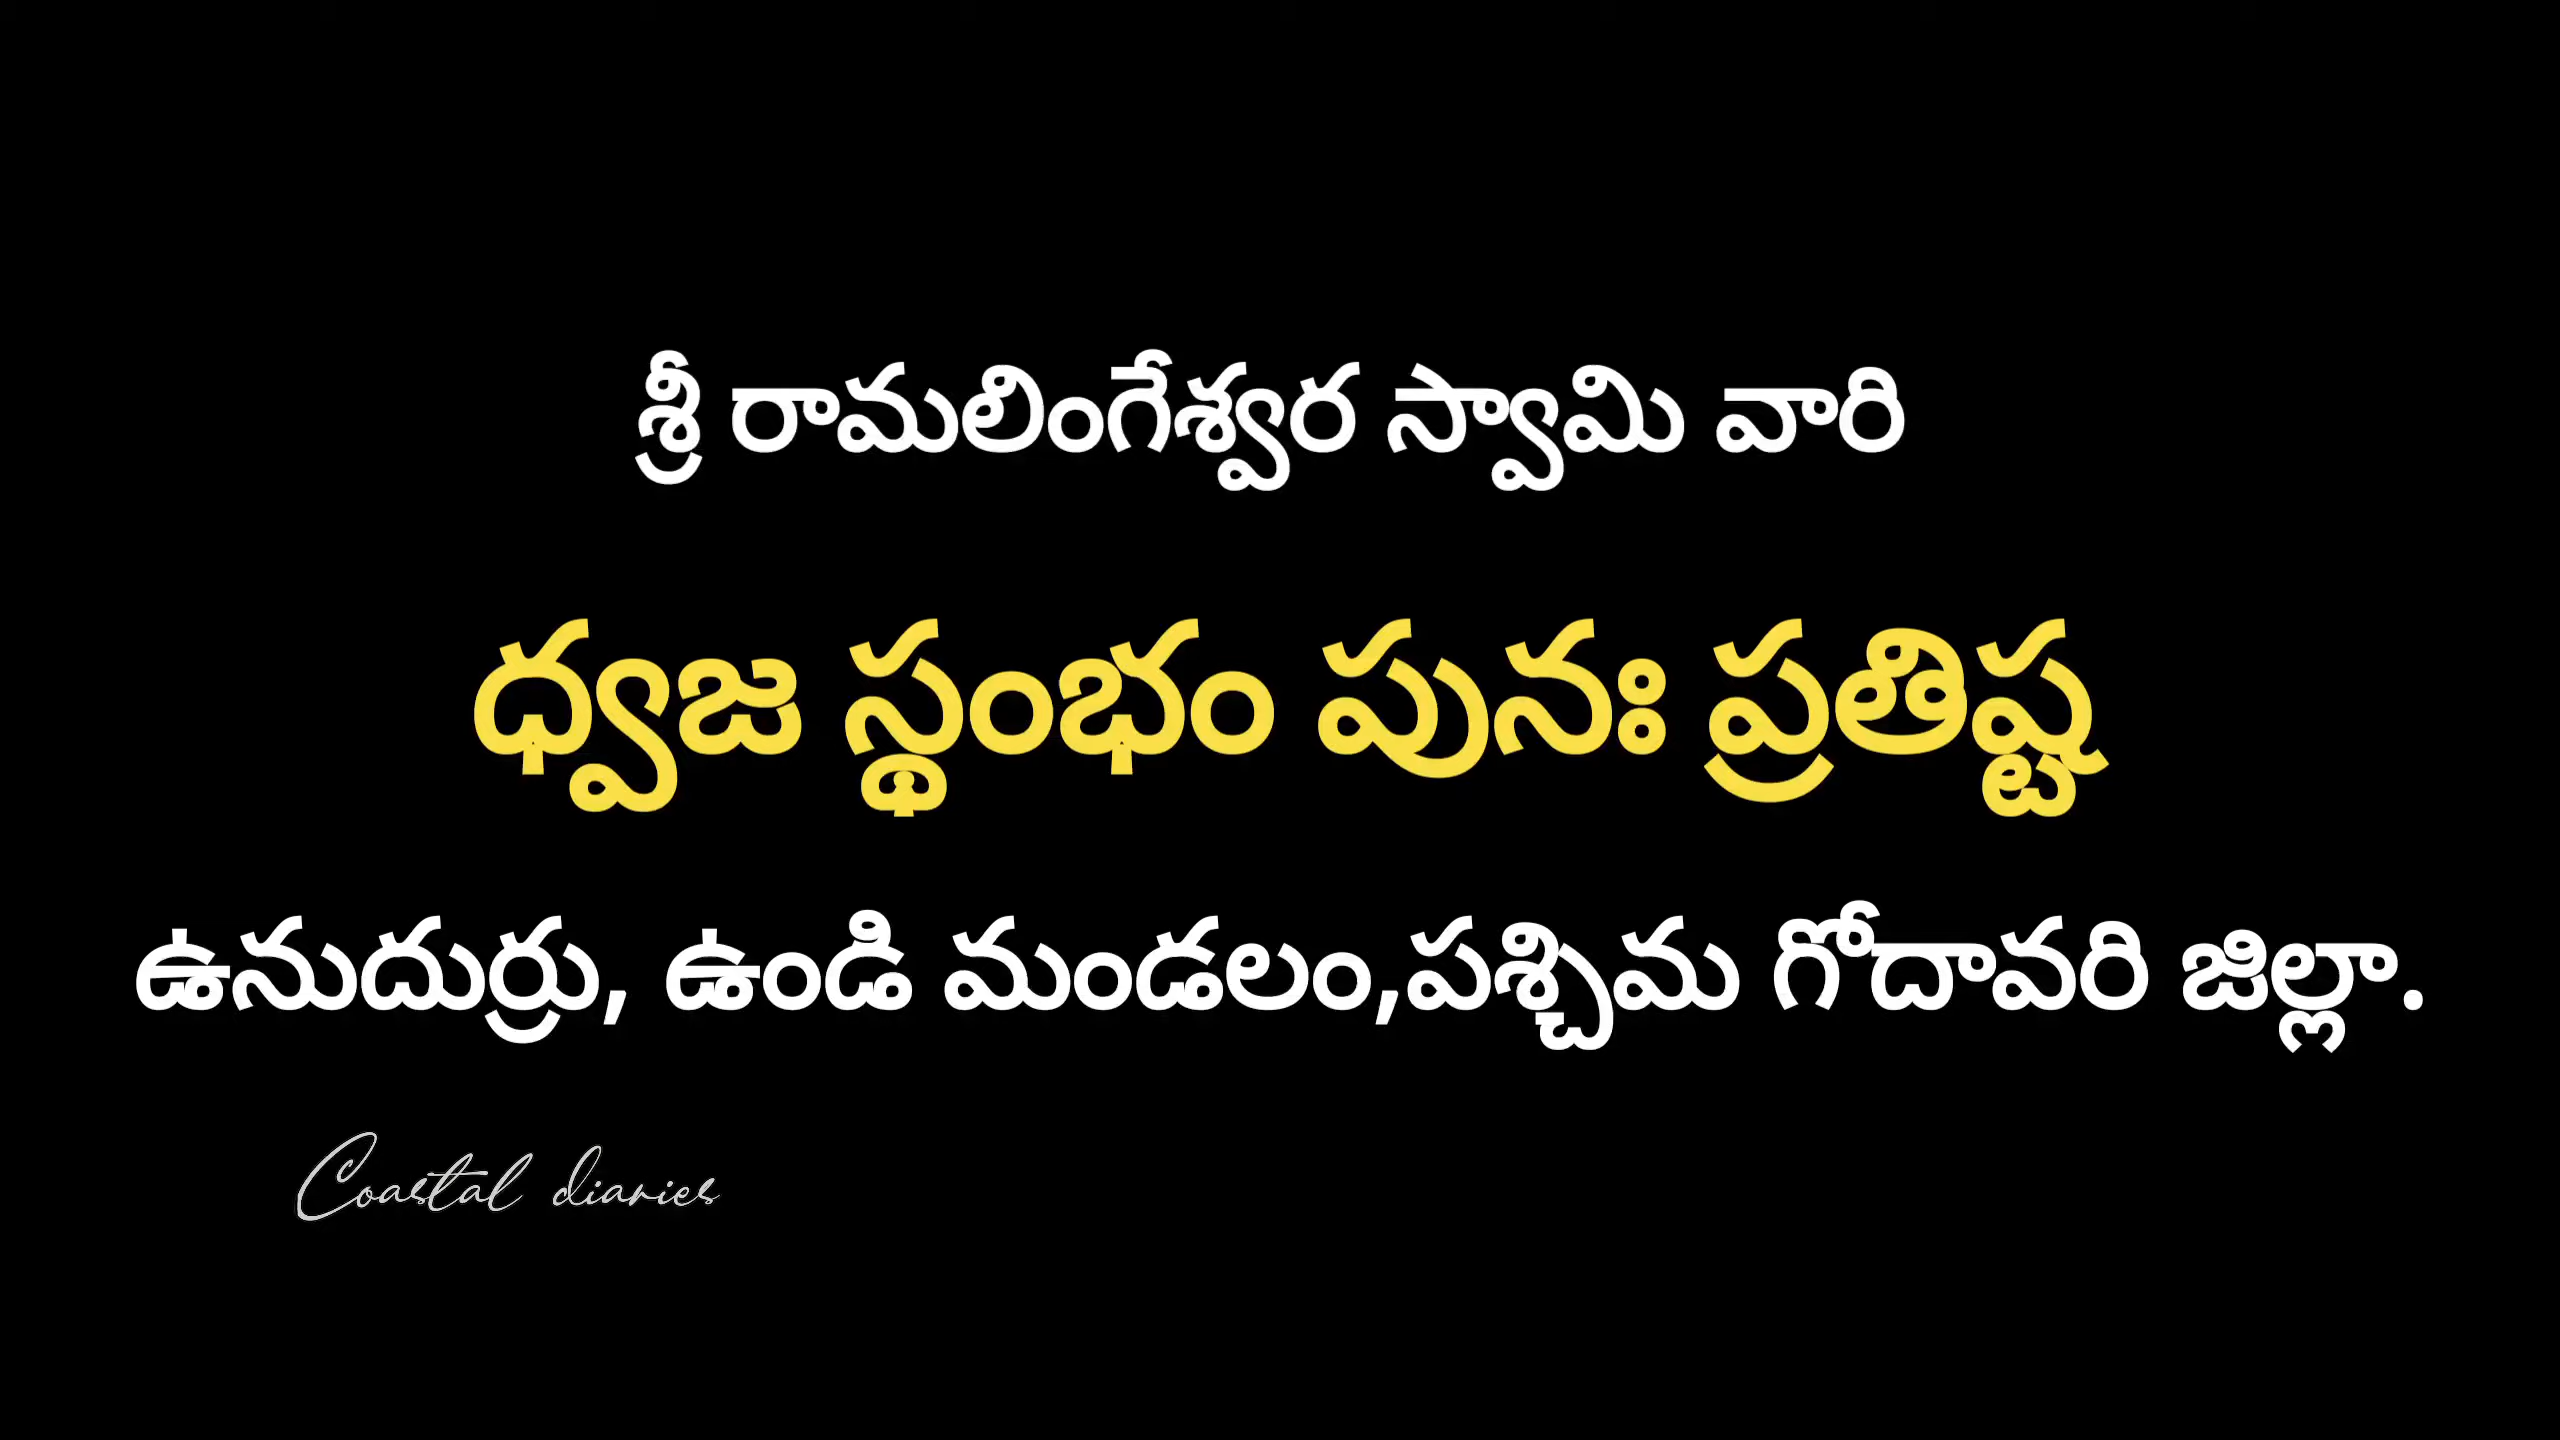 శ్రీ రామలింగేశ్వర స్వామి వారి
ధ్వజ స్థంభం పునః ప్రతిష్ట
ఉనుదుర్రు, ఉండి మండలం,పశ్చిమ గోదావరి జిల్లా.
Coastal diaries